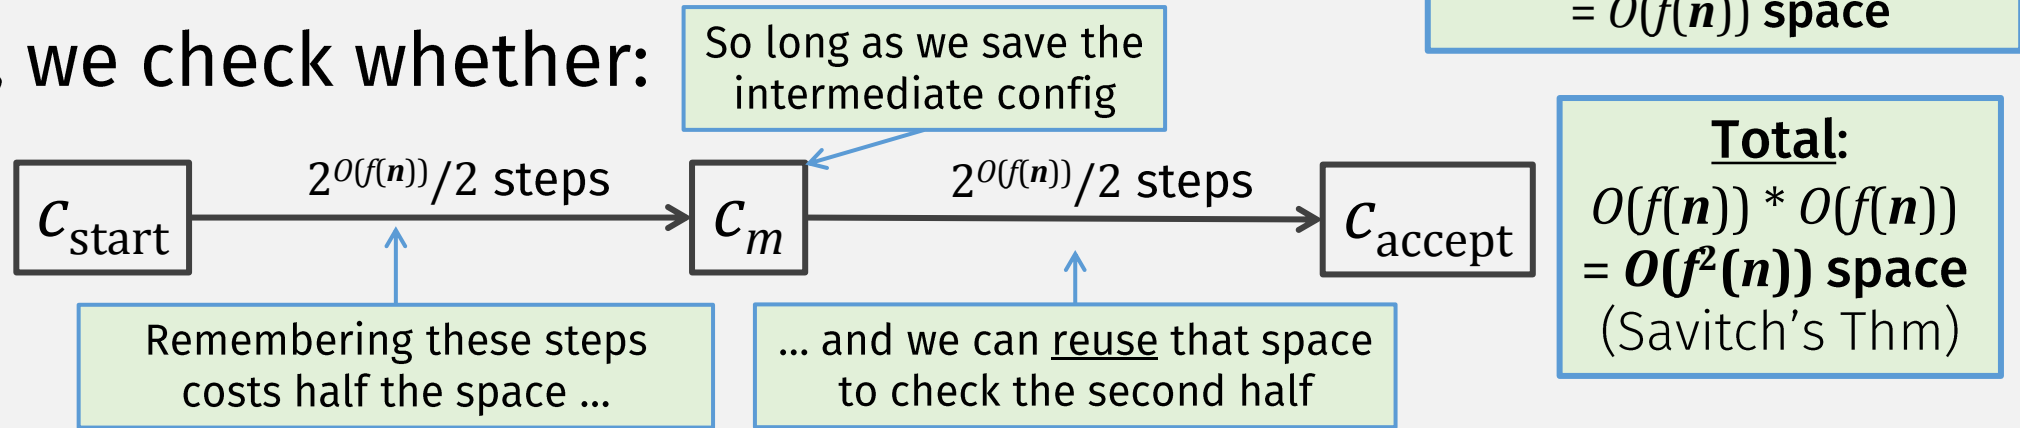 , we check whether:
So long as we save the
intermediate config
= O(f(n)) space
c_start
2^{O(f(n))}/2 steps
c_m
2^{O(f(n))}/2 steps
c_accept
Total:
O(f(n)) * O(f(n))
= O(f²(n)) space
(Savitch's Thm)
Remembering these steps
costs half the space ...
... and we can reuse that space
to check the second half